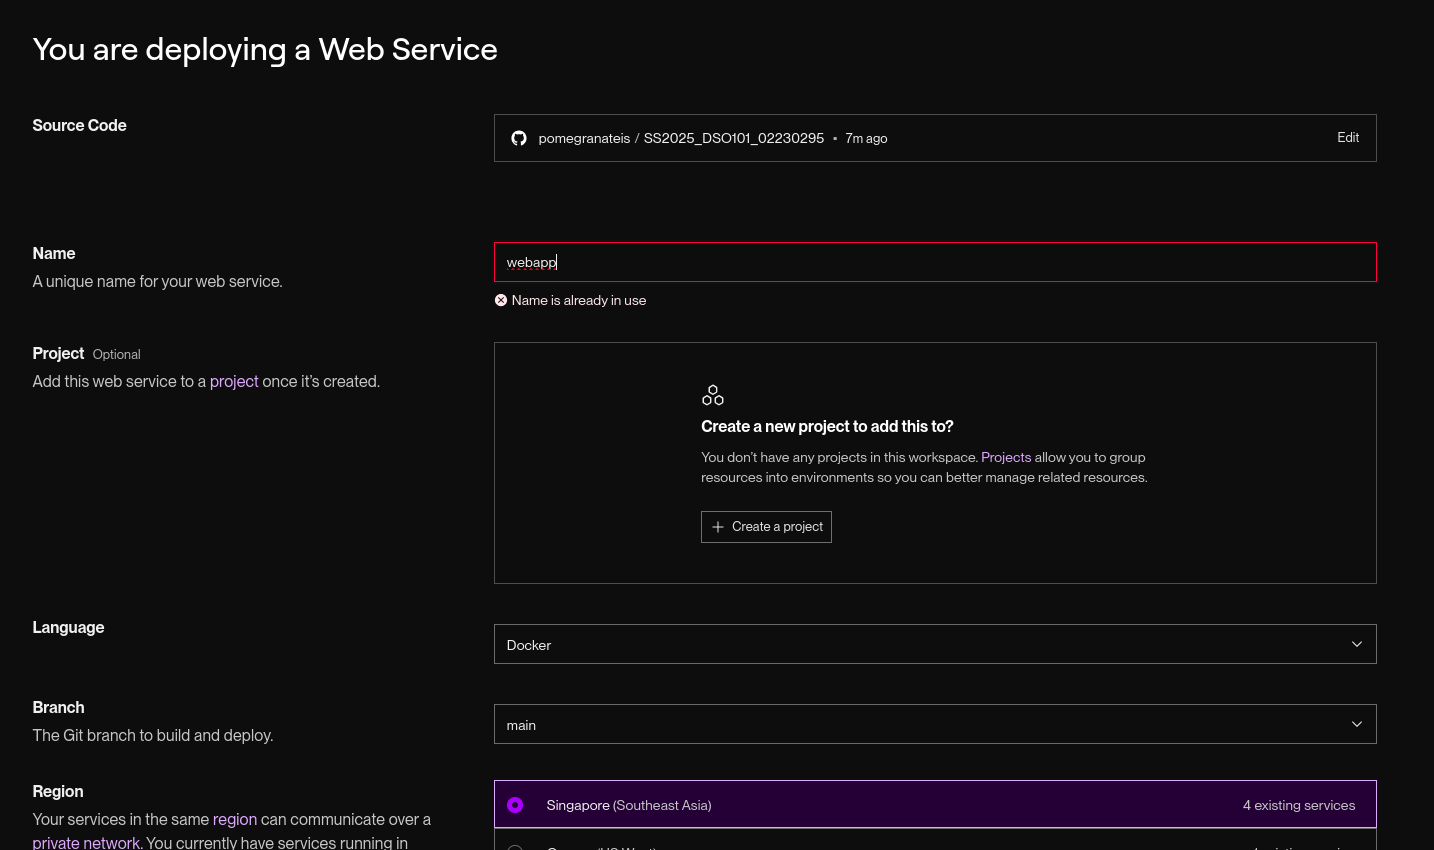 You are deploying a Web Service
Source Code
pomegranateis / SS2025_DSO101_02230295 • 7m ago
Edit
Name
A unique name for your web service.
webapp
Name is already in use
Project Optional
Add this web service to a project once it's created.
Create a new project to add this to?
You don't have any projects in this workspace. Projects allow you to group
resources into environments so you can better manage related resources.
+ Create a project
Language
Docker
Branch
The Git branch to build and deploy.
main
Region
Your services in the same region can communicate over a
private network. You currently have services running in
Singapore (Southeast Asia)
4 existing services